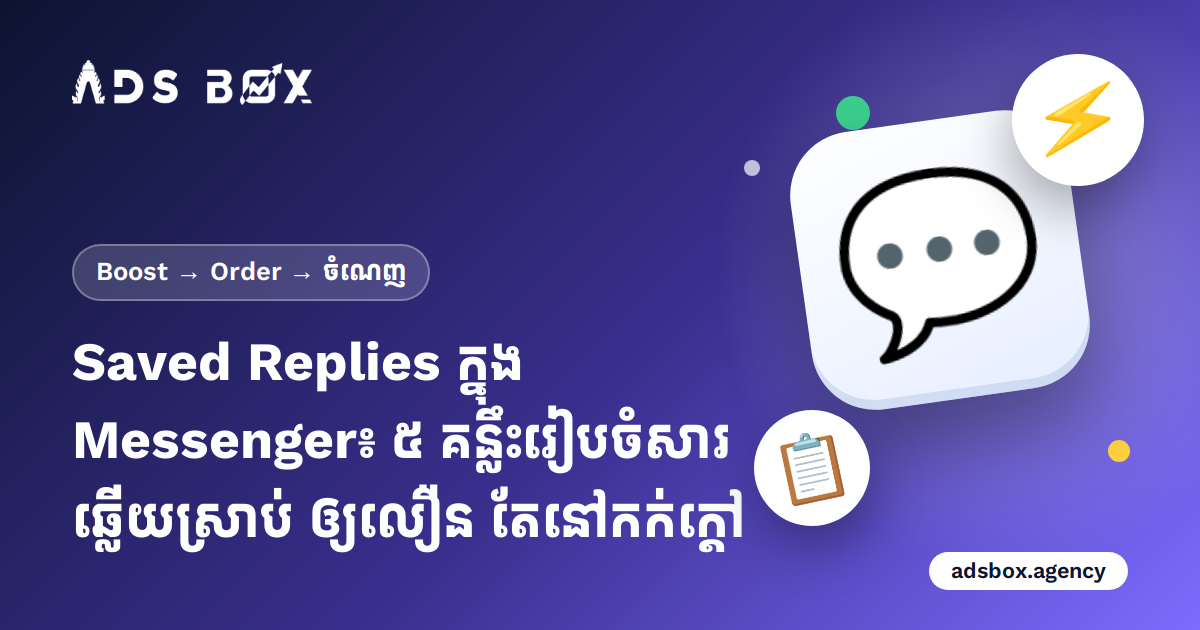 ADS BOX
Boost → Order → ចំណេញ
Saved Replies ក្នុង
Messenger៖ ៥ គន្លឹះរៀបចំសារ
ឆ្លើយស្រាប់ ឲ្យលឿន តែនៅកក់ក្តៅ
adsbox.agency